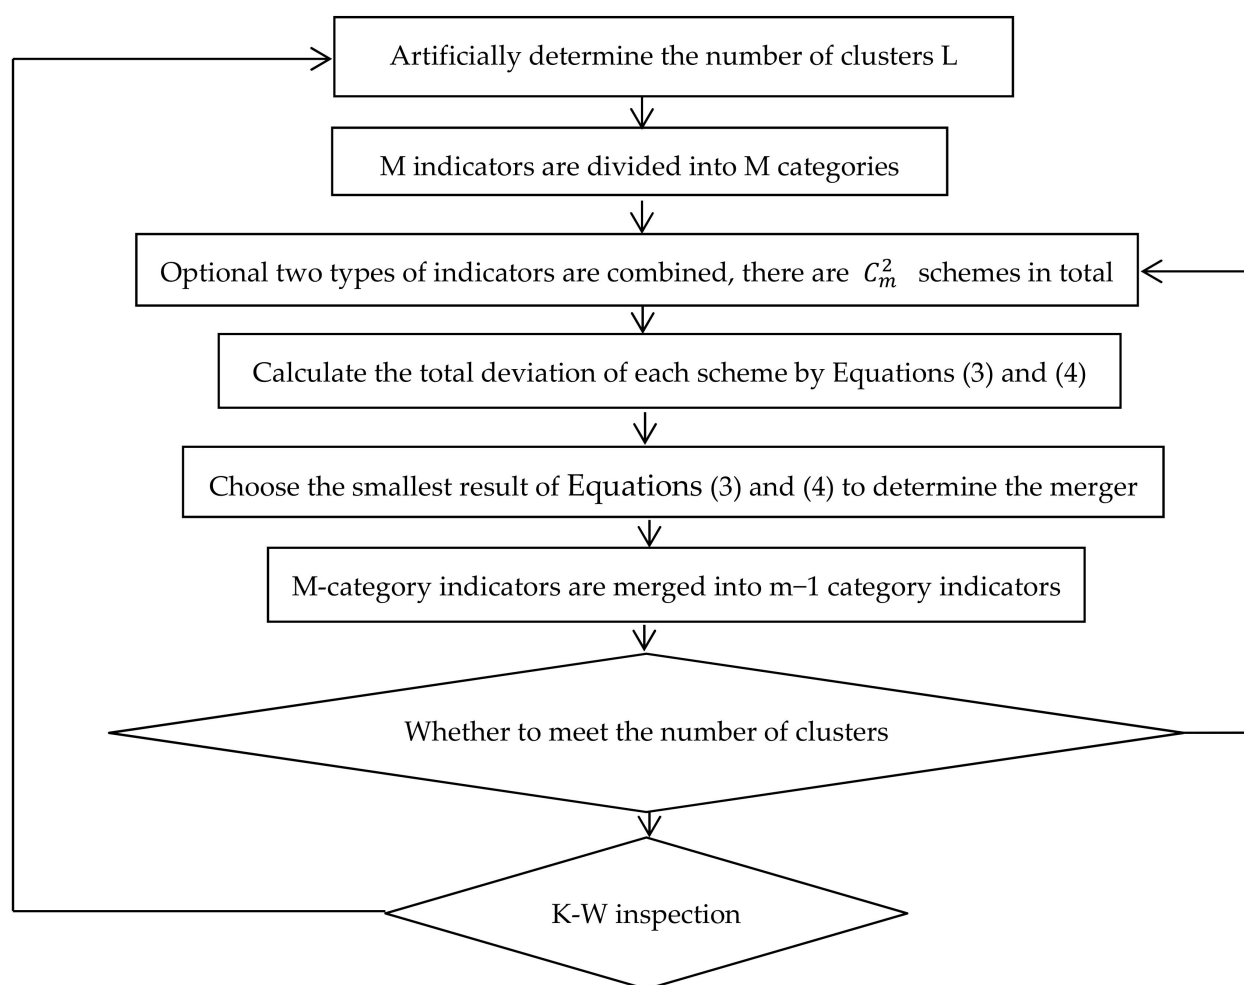 Artificially determine the number of clusters L
M indicators are divided into M categories
Optional two types of indicators are combined, there are $C_m^2$ schemes in total
Calculate the total deviation of each scheme by Equations (3) and (4)
Choose the smallest result of Equations (3) and (4) to determine the merger
M-category indicators are merged into m−1 category indicators
Whether to meet the number of clusters
K-W inspection